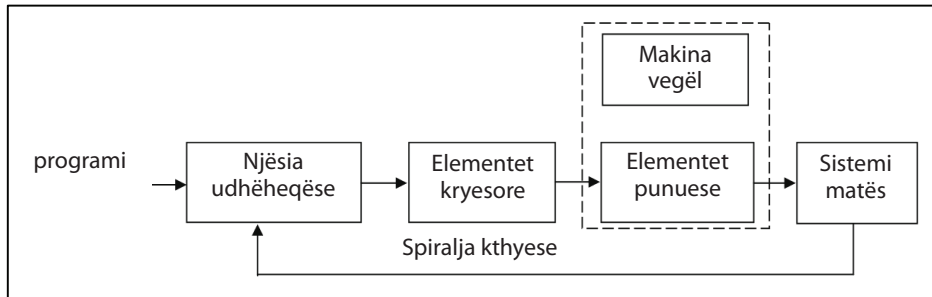 Makina
vegël
programi
Njësia
udhëheqëse
Elementet
kryesore
Elementet
punuese
Sistemi
matës
Spiralja kthyese